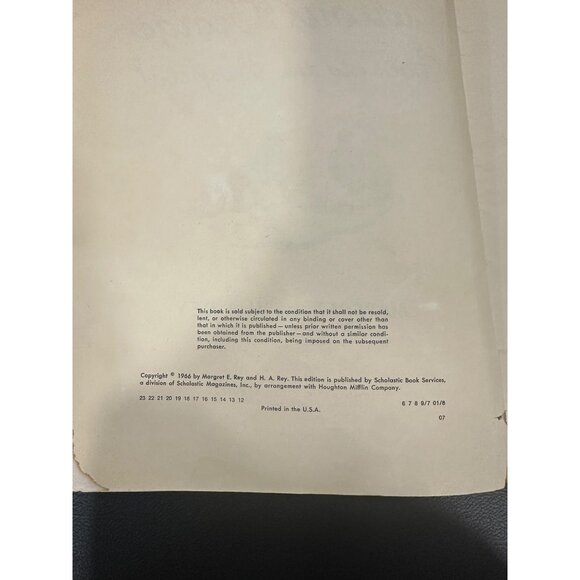 This book is sold subject to the condition that it shall not be resold,
lent, or otherwise circulated in any binding or cover other than
that in which it is published — unless prior written permission has
been obtained from the publisher — and without a similar condi-
tion, including this condition, being imposed on the subsequent
purchaser.
Copyright © 1966 by Margret E. Rey and H. A. Rey. This edition is published by Scholastic Book Services,
a division of Scholastic Magazines, Inc., by arrangement with Houghton Mifflin Company.
23 22 21 20 19 18 17 16 15 14 13 12
6 7 8 9/7 01/8
Printed in the U.S.A.
07